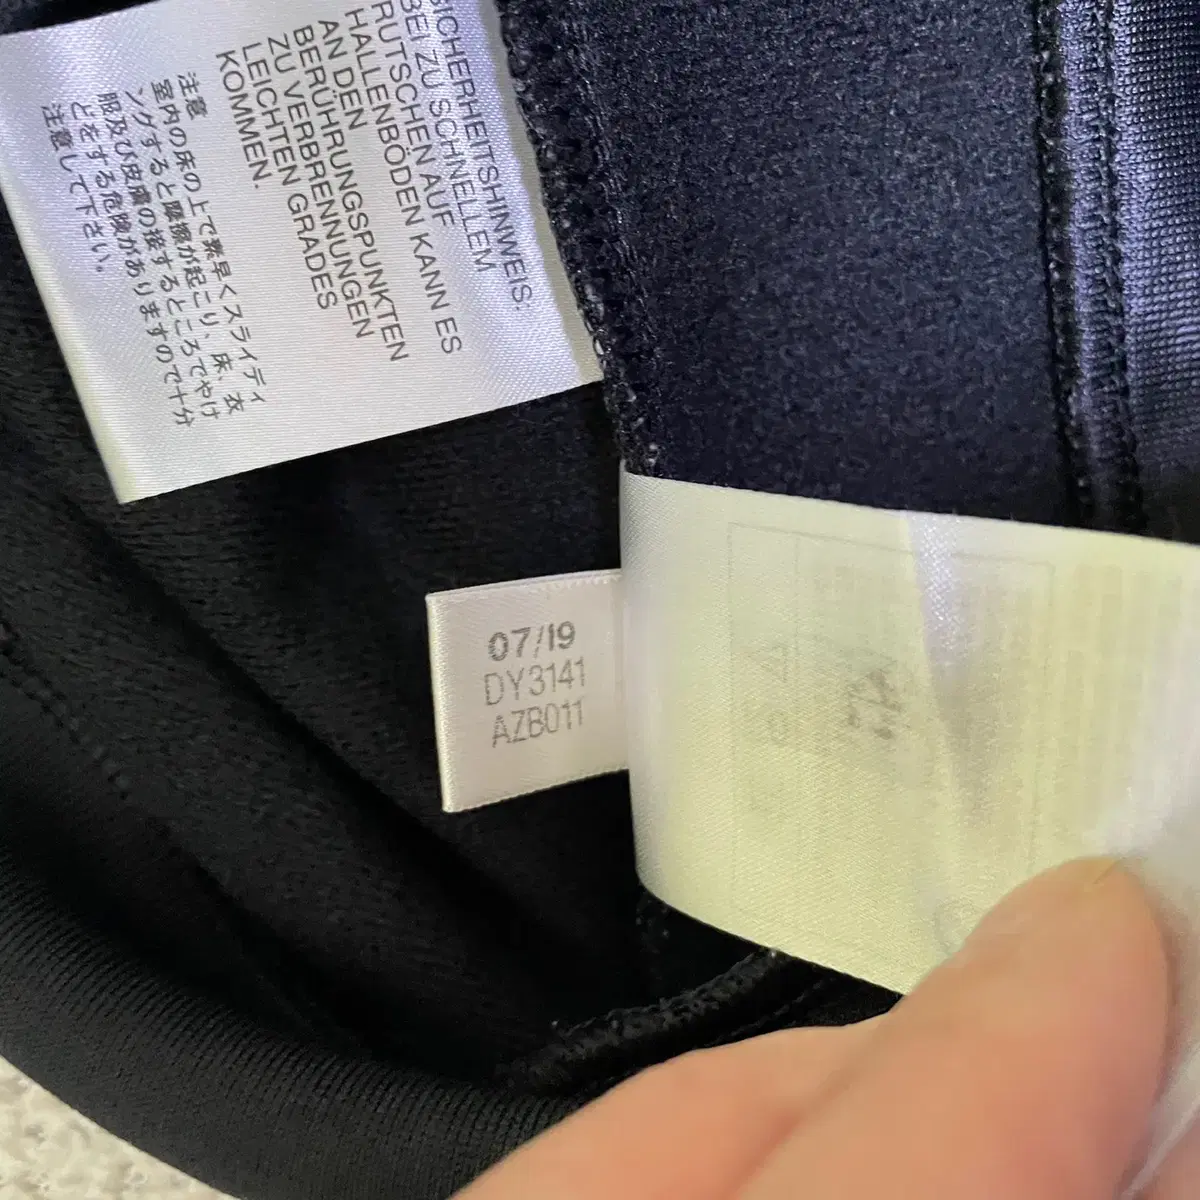 SICHERHEITSHINWEIS:
BEI ZU SCHNELLEM
RUTSCHEN AUF
HALLENBÖDEN KANN ES
AN DEN
BERÜHRUNGSPUNKTEN
ZU VERBRENNUNGEN
LEICHTEN GRADES
KOMMEN.
注意
室内の床の上で素早くスライディ
ングすると摩擦が起こり、床、衣
服及び皮膚の接するところでやけ
どをする危険がありますので十分
注意して下さい。
07/19
DY3141
AZB011